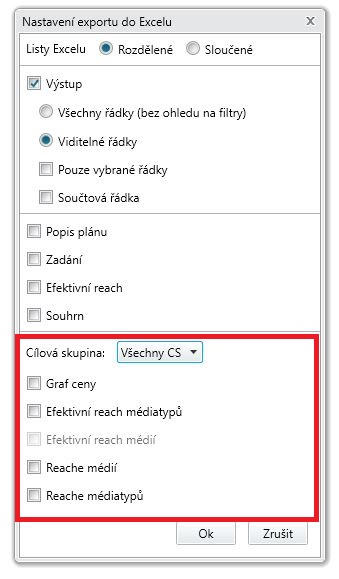 Nastavení exportu do Excelu
Listy Excelu Rozdělené Sloučené
Výstup
Všechny řádky (bez ohledu na filtry)
Viditelné řádky
Pouze vybrané řádky
Součtová řádka
Popis plánu
Zadání
Efektivní reach
Souhrn
Cílová skupina: Všechny CS
Graf ceny
Efektivní reach médiatypů
Efektivní reach médií
Reache médií
Reache médiatypů
Ok Zrušit